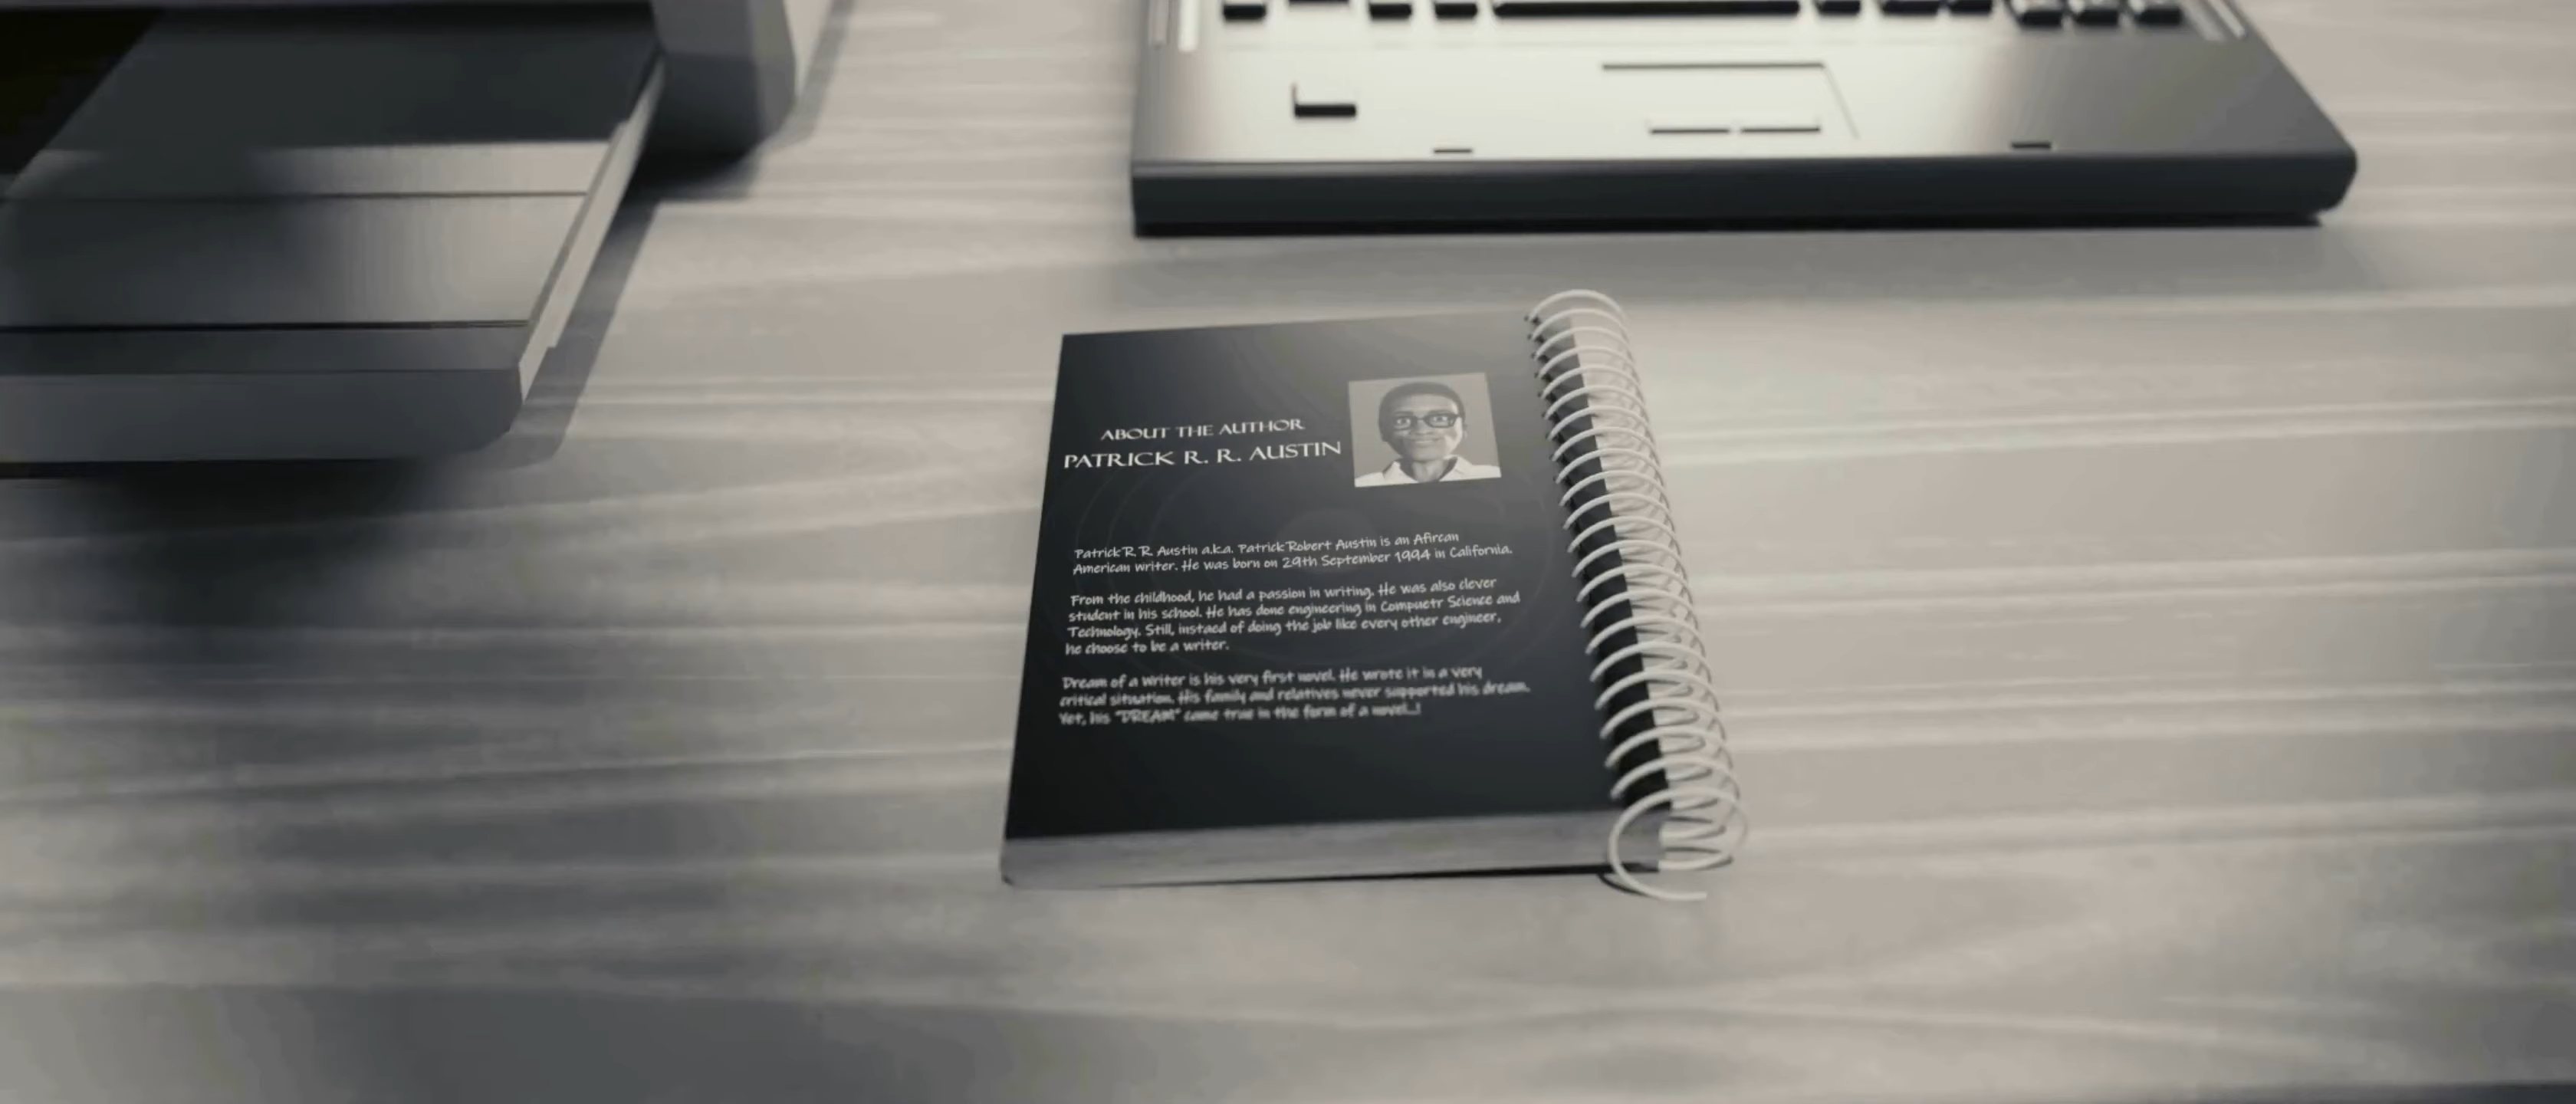 ABOUT THE AUTHOR
PATRICK R. R. AUSTIN
Patrick R. R. Austin a.k.a. Patrick Robert Austin is an Afircan
American writer. He was born on 29th September 1994 in California.
From the childhood, he had a passion in writing. He was also clever
student in his school. He has done engineering in Compuetr Science and
Technology. Still, instaed of doing the job like every other engineer,
he choose to be a writer.
Dream of a Writer is his very first novel. He wrote it in a very
critical situation. His family and relatives never supported his dream.
Yet, his "DREAM" came true in the form of a novel...!